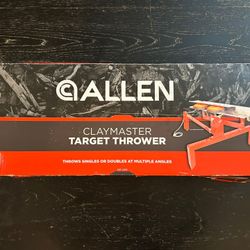 ALLEN
CLAYMASTER
TARGET THROWER
THROWS SINGLES OR DOUBLES AT MULTIPLE ANGLES